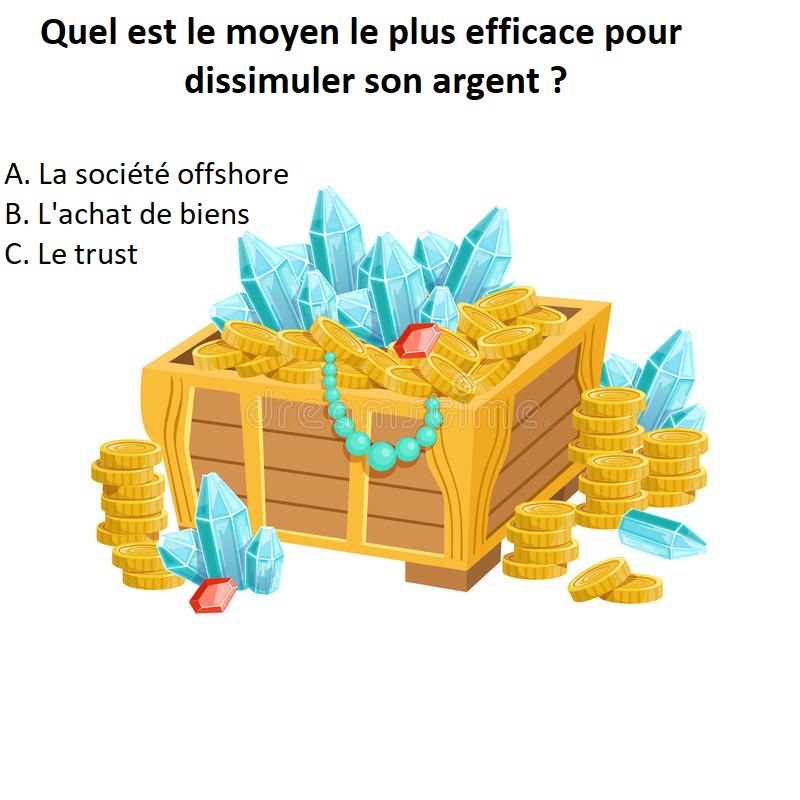 Quel est le moyen le plus efficace pour
dissimuler son argent ?
A. La société offshore
B. L'achat de biens
C. Le trust
dreamstime.